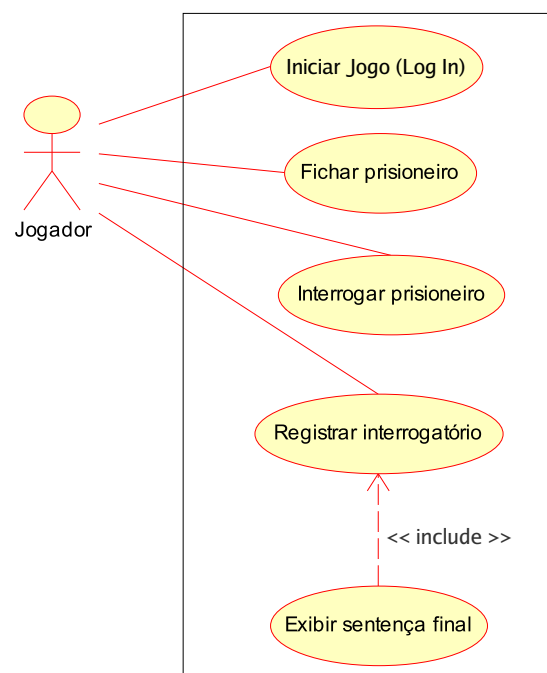 Iniciar Jogo (Log In)
Fichar prisioneiro
Jogador
Interrogar prisioneiro
Registrar interrogatório
<< include >>
Exibir sentença final